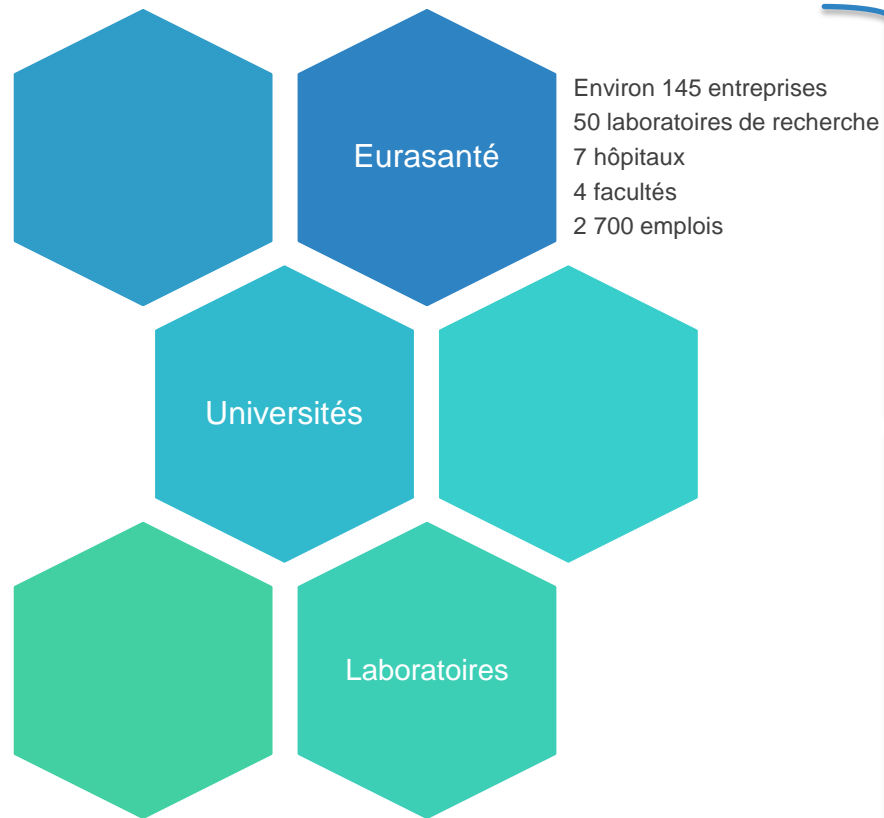 Eurasanté
Environ 145 entreprises
50 laboratoires de recherche
7 hôpitaux
4 facultés
2 700 emplois
Universités
Laboratoires